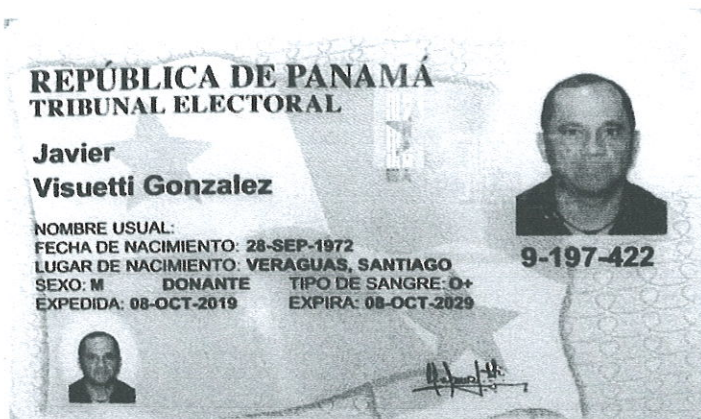 REPÚBLICA DE PANAMÁ
TRIBUNAL ELECTORAL
Javier
Visuetti Gonzalez
NOMBRE USUAL:
FECHA DE NACIMIENTO: 28-SEP-1972
LUGAR DE NACIMIENTO: VERAGUAS, SANTIAGO
SEXO: M DONANTE TIPO DE SANGRE: O+
EXPEDIDA: 08-OCT-2019 EXPIRA: 08-OCT-2029
9-197-422